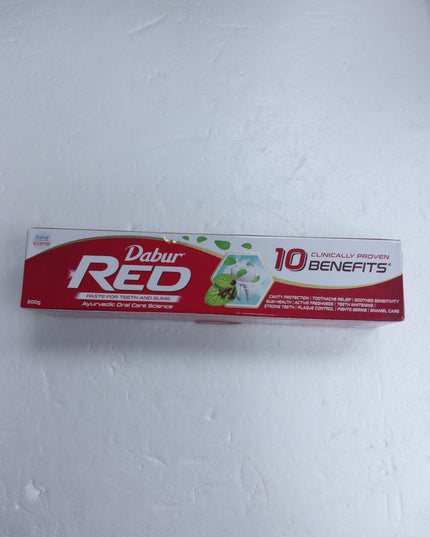 Dabur
RED
PASTE FOR TEETH AND GUMS
Ayurvedic Oral Care Science
200g
10 CLINICALLY PROVEN
BENEFITS*
CAVITY PROTECTION | TOOTHACHE RELIEF | SOOTHES SENSITIVITY
GUM HEALTH | ACTIVE FRESHNESS | TEETH WHITENING |
STRONG TEETH | PLAQUE CONTROL | FIGHTS GERMS | ENAMEL CARE